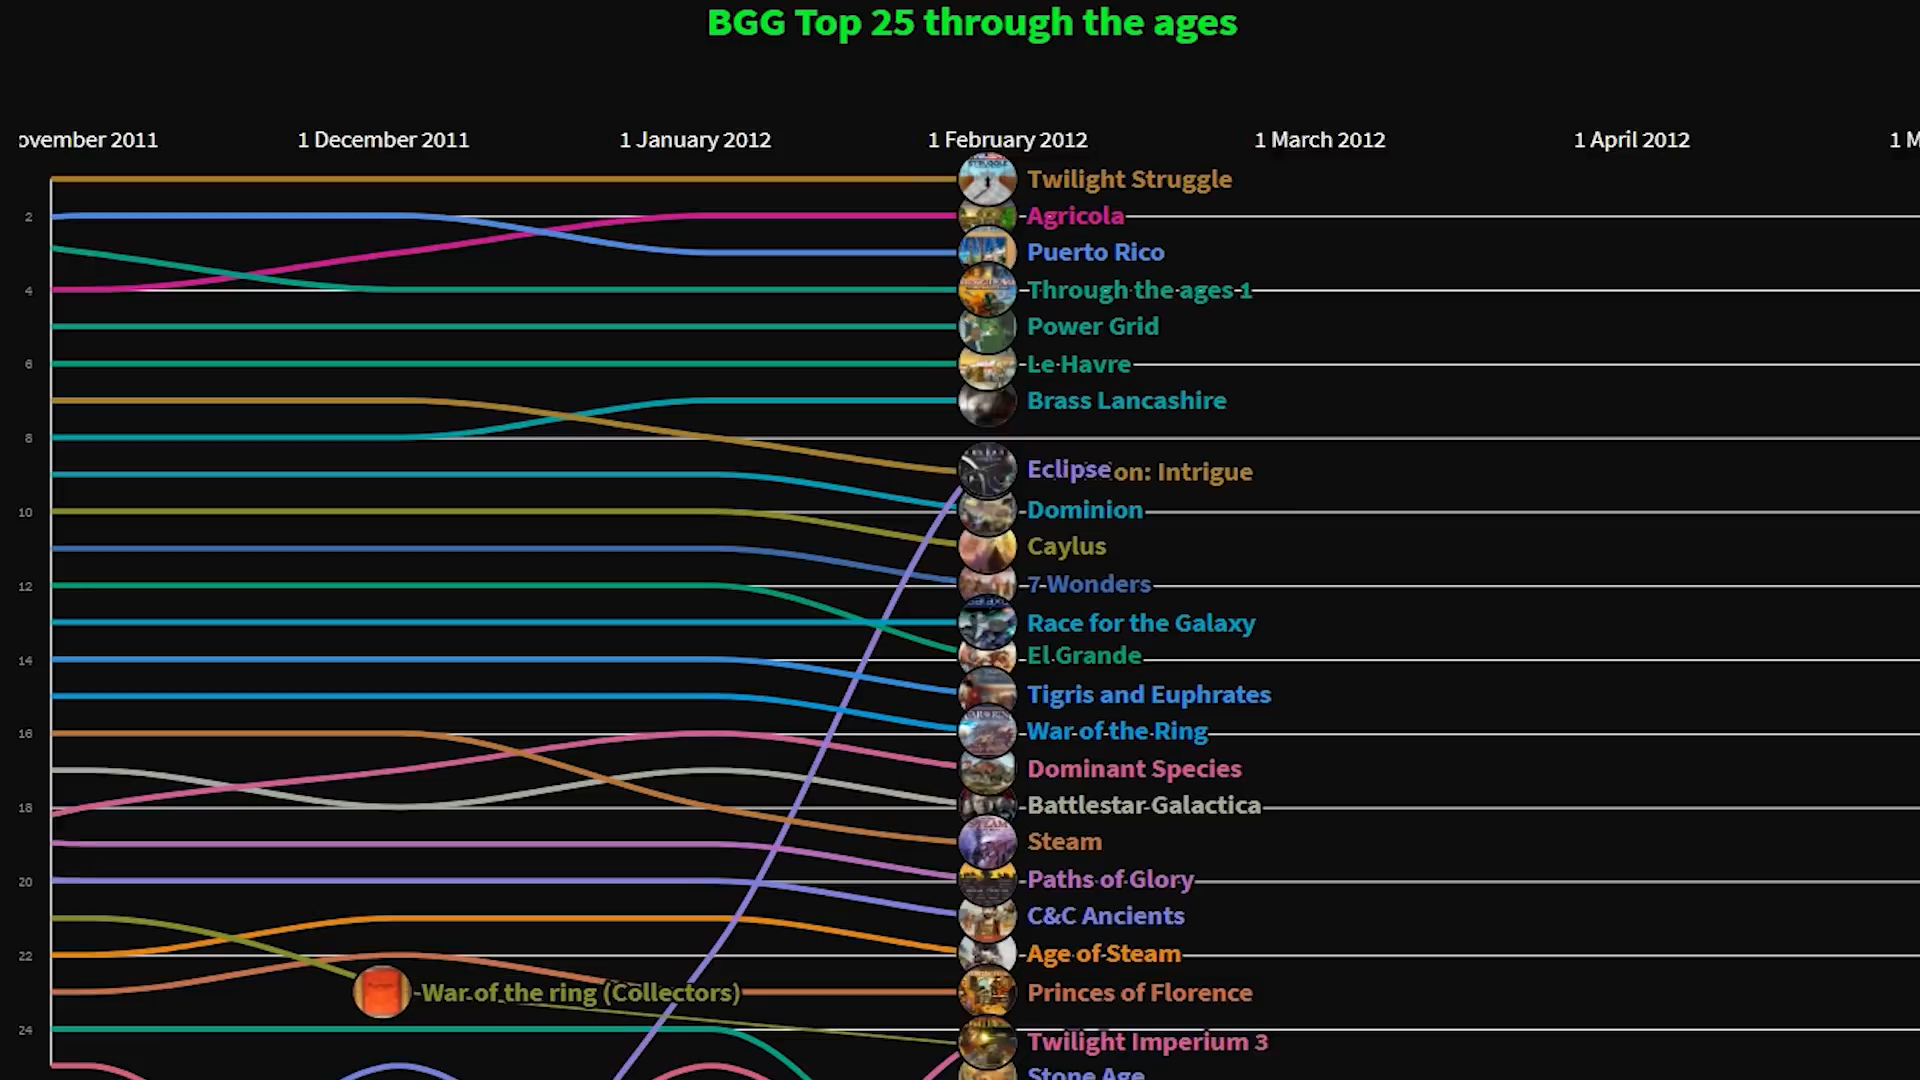 BGG Top 25 through the ages
ovember 2011 1 December 2011 1 January 2012 1 February 2012 1 March 2012 1 April 2012 1 M
Twilight Struggle
2 Agricola
Puerto Rico
4 Through the ages 1
Power Grid
6 Le Havre
Brass Lancashire
8
Eclipse on: Intrigue
10 Dominion
Caylus
12 7 Wonders
Race for the Galaxy
14 El Grande
Tigris and Euphrates
16 War of the Ring
Dominant Species
18 Battlestar Galactica
Steam
20 Paths of Glory
C&C Ancients
22 Age of Steam
War of the ring (Collectors) Princes of Florence
24 Twilight Imperium 3
Stone Age